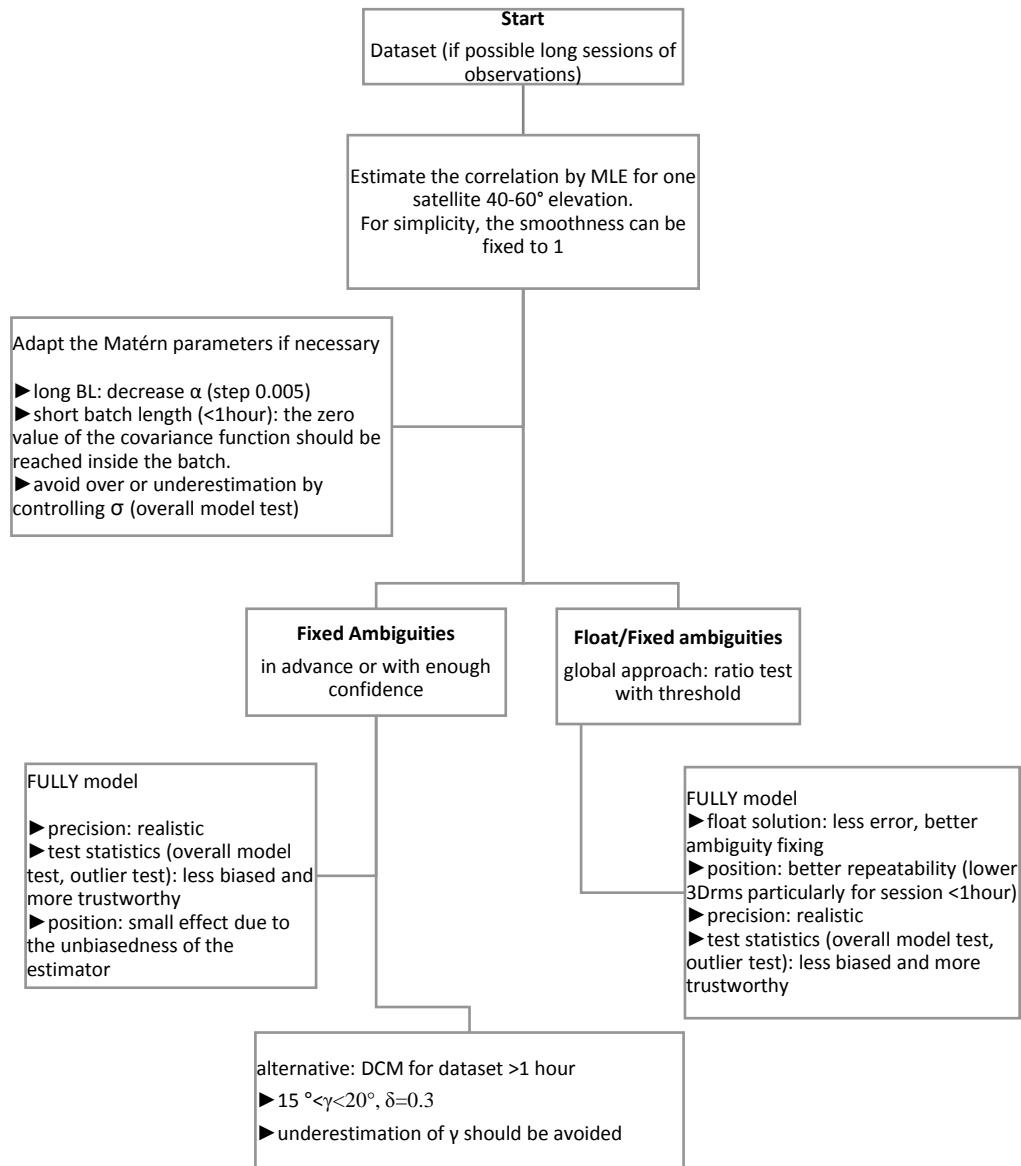 Start
Dataset (if possible long sessions of
observations)
Estimate the correlation by MLE for one
satellite 40-60° elevation.
For simplicity, the smoothness can be
fixed to 1
Adapt the Matérn parameters if necessary
►long BL: decrease α (step 0.005)
►short batch length (<1hour): the zero
value of the covariance function should be
reached inside the batch.
►avoid over or underestimation by
controlling σ (overall model test)
Fixed Ambiguities
in advance or with enough
confidence
Float/Fixed ambiguities
global approach: ratio test
with threshold
FULLY model
►precision: realistic
►test statistics (overall model
test, outlier test): less biased and
more trustworthy
►position: small effect due to
the unbiasedness of the
estimator
FULLY model
►float solution: less error, better
ambiguity fixing
►position: better repeatability (lower
3Drms particularly for session <1hour)
►precision: realistic
►test statistics (overall model test,
outlier test): less biased and more
trustworthy
alternative: DCM for dataset >1 hour
►15 °<γ<20°, δ=0.3
►underestimation of γ should be avoided